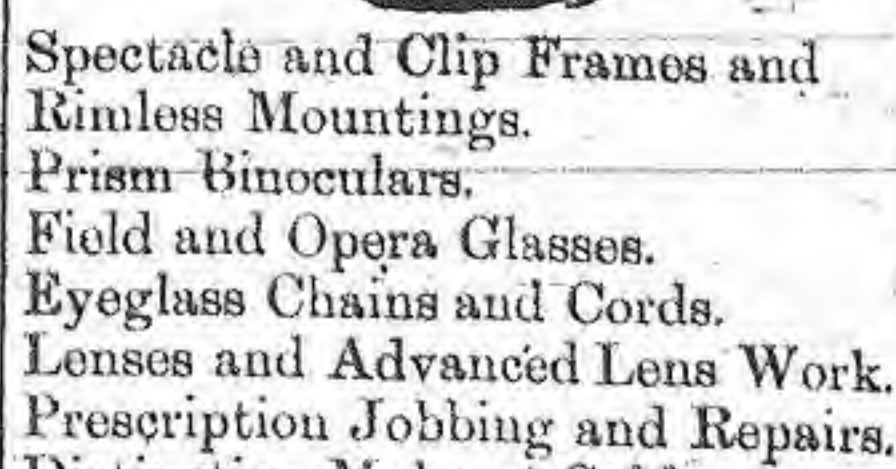 Spectacle and Clip Frames and
Rimless Mountings.
Prism Binoculars.
Field and Opera Glasses.
Eyeglass Chains and Cords.
Lenses and Advanced Lens Work.
Prescription Jobbing and Repairs.